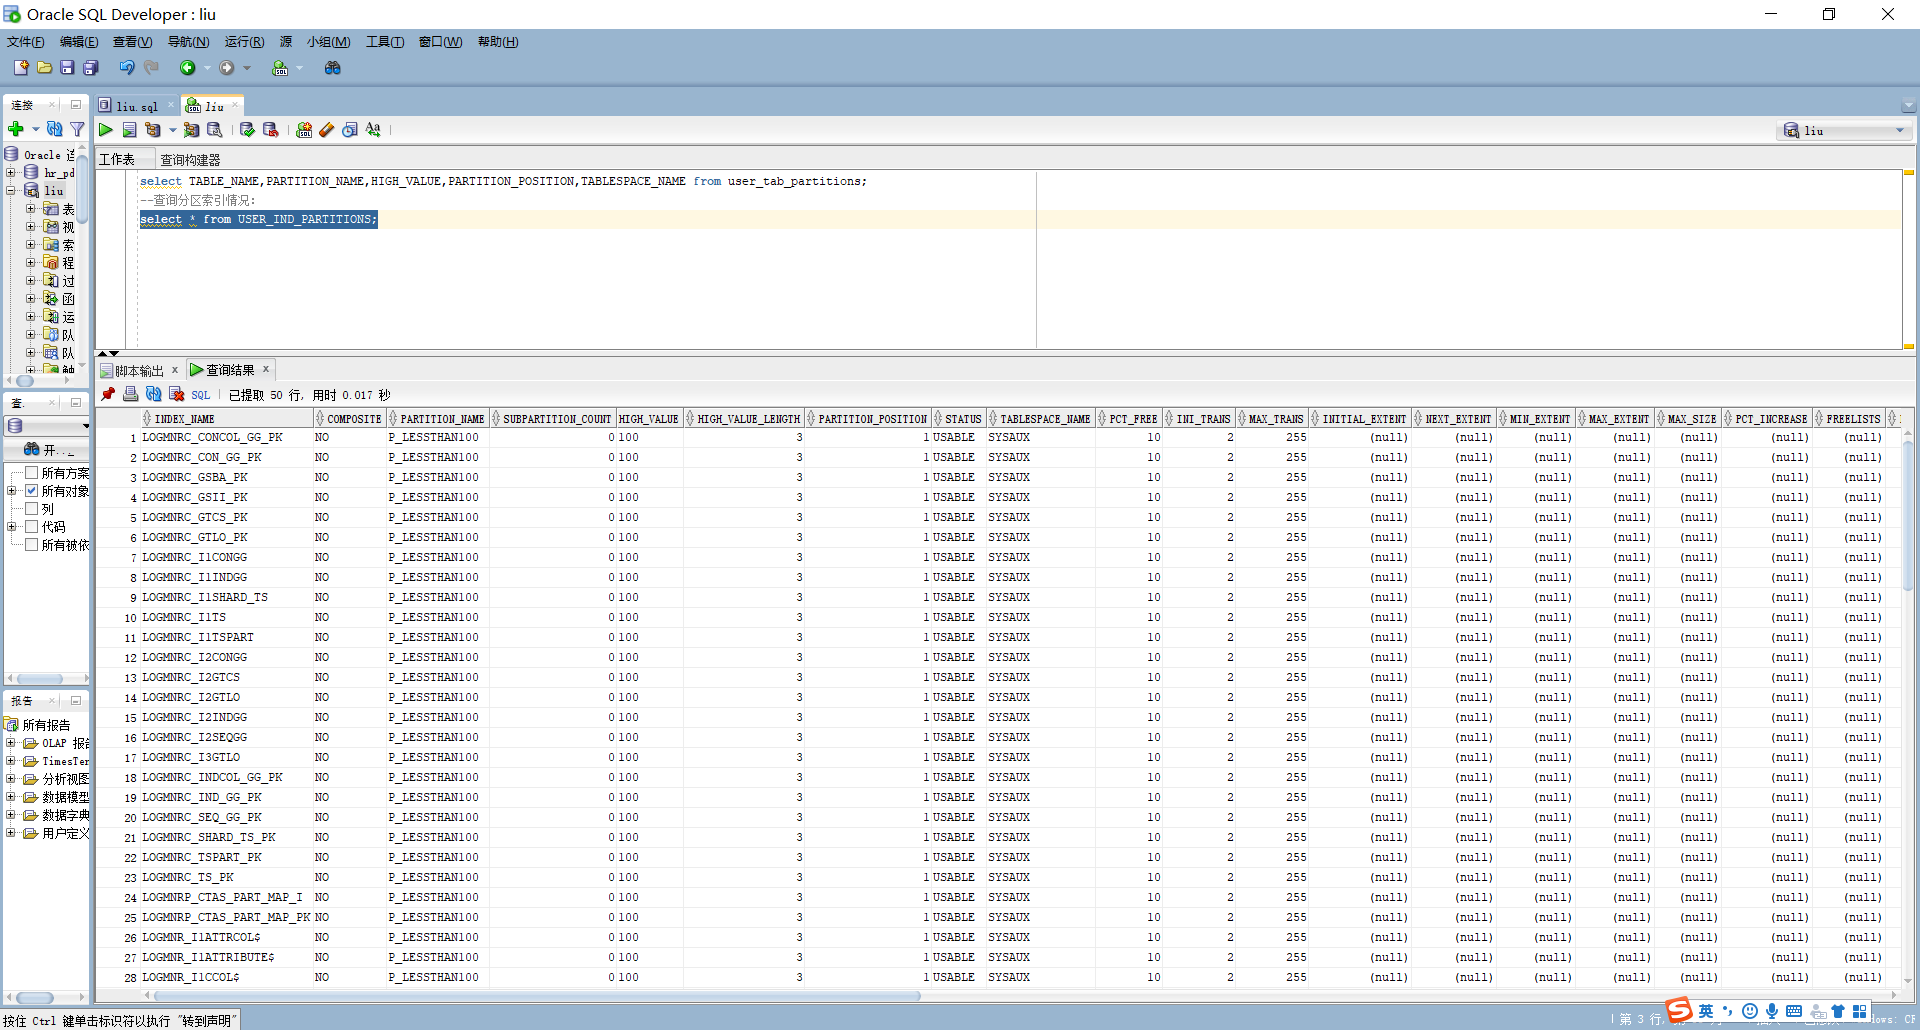 Oracle SQL Developer : liu
文件(F) 编辑(E) 查看(V) 导航(N) 运行(R) 源 小组(M) 工具(T) 窗口(W) 帮助(H)
连接
liu.sql
liu
liu
Oracle 连
hr_pd
liu
表
视
索
程
过
函
运
队
队
触
工作表 查询构建器
select TABLE_NAME,PARTITION_NAME,HIGH_VALUE,PARTITION_POSITION,TABLESPACE_NAME from user_tab_partitions;
--查询分区索引情况:
select * from USER_IND_PARTITIONS;
脚本输出 x 查询结果 x
SQL | 已提取 50 行, 用时 0.017 秒
查.
开..
所有方案
所有对象
列
代码
所有被依
报告
所有报告
OLAP 报告
TimesTen
分析视图
数据模型
数据字典
用户定义
INDEX_NAME COMPOSITE PARTITION_NAME SUBPARTITION_COUNT HIGH_VALUE HIGH_VALUE_LENGTH PARTITION_POSITION STATUS TABLESPACE_NAME PCT_FREE INI_TRANS MAX_TRANS INITIAL_EXTENT NEXT_EXTENT MIN_EXTENT MAX_EXTENT MAX_SIZE PCT_INCREASE FREELISTS
1 LOGMNRC_CONCOL_GG_PK NO P_LESSTHAN100 0 100 3 1 USABLE SYSAUX 10 2 255 (null) (null) (null) (null) (null) (null) (null)
2 LOGMNRC_CON_GG_PK NO P_LESSTHAN100 0 100 3 1 USABLE SYSAUX 10 2 255 (null) (null) (null) (null) (null) (null) (null)
3 LOGMNRC_GSBA_PK NO P_LESSTHAN100 0 100 3 1 USABLE SYSAUX 10 2 255 (null) (null) (null) (null) (null) (null) (null)
4 LOGMNRC_GSII_PK NO P_LESSTHAN100 0 100 3 1 USABLE SYSAUX 10 2 255 (null) (null) (null) (null) (null) (null) (null)
5 LOGMNRC_GTCS_PK NO P_LESSTHAN100 0 100 3 1 USABLE SYSAUX 10 2 255 (null) (null) (null) (null) (null) (null) (null)
6 LOGMNRC_GTLO_PK NO P_LESSTHAN100 0 100 3 1 USABLE SYSAUX 10 2 255 (null) (null) (null) (null) (null) (null) (null)
7 LOGMNRC_I1CONGG NO P_LESSTHAN100 0 100 3 1 USABLE SYSAUX 10 2 255 (null) (null) (null) (null) (null) (null) (null)
8 LOGMNRC_I1INDGG NO P_LESSTHAN100 0 100 3 1 USABLE SYSAUX 10 2 255 (null) (null) (null) (null) (null) (null) (null)
9 LOGMNRC_I1SHARD_TS NO P_LESSTHAN100 0 100 3 1 USABLE SYSAUX 10 2 255 (null) (null) (null) (null) (null) (null) (null)
10 LOGMNRC_I1TS NO P_LESSTHAN100 0 100 3 1 USABLE SYSAUX 10 2 255 (null) (null) (null) (null) (null) (null) (null)
11 LOGMNRC_I1TSPART NO P_LESSTHAN100 0 100 3 1 USABLE SYSAUX 10 2 255 (null) (null) (null) (null) (null) (null) (null)
12 LOGMNRC_I2CONGG NO P_LESSTHAN100 0 100 3 1 USABLE SYSAUX 10 2 255 (null) (null) (null) (null) (null) (null) (null)
13 LOGMNRC_I2GTCS NO P_LESSTHAN100 0 100 3 1 USABLE SYSAUX 10 2 255 (null) (null) (null) (null) (null) (null) (null)
14 LOGMNRC_I2GTLO NO P_LESSTHAN100 0 100 3 1 USABLE SYSAUX 10 2 255 (null) (null) (null) (null) (null) (null) (null)
15 LOGMNRC_I2INDGG NO P_LESSTHAN100 0 100 3 1 USABLE SYSAUX 10 2 255 (null) (null) (null) (null) (null) (null) (null)
16 LOGMNRC_I2SEQGG NO P_LESSTHAN100 0 100 3 1 USABLE SYSAUX 10 2 255 (null) (null) (null) (null) (null) (null) (null)
17 LOGMNRC_I3GTLO NO P_LESSTHAN100 0 100 3 1 USABLE SYSAUX 10 2 255 (null) (null) (null) (null) (null) (null) (null)
18 LOGMNRC_INDCOL_GG_PK NO P_LESSTHAN100 0 100 3 1 USABLE SYSAUX 10 2 255 (null) (null) (null) (null) (null) (null) (null)
19 LOGMNRC_IND_GG_PK NO P_LESSTHAN100 0 100 3 1 USABLE SYSAUX 10 2 255 (null) (null) (null) (null) (null) (null) (null)
20 LOGMNRC_SEQ_GG_PK NO P_LESSTHAN100 0 100 3 1 USABLE SYSAUX 10 2 255 (null) (null) (null) (null) (null) (null) (null)
21 LOGMNRC_SHARD_TS_PK NO P_LESSTHAN100 0 100 3 1 USABLE SYSAUX 10 2 255 (null) (null) (null) (null) (null) (null) (null)
22 LOGMNRC_TSPART_PK NO P_LESSTHAN100 0 100 3 1 USABLE SYSAUX 10 2 255 (null) (null) (null) (null) (null) (null) (null)
23 LOGMNRC_TS_PK NO P_LESSTHAN100 0 100 3 1 USABLE SYSAUX 10 2 255 (null) (null) (null) (null) (null) (null) (null)
24 LOGMNRP_CTAS_PART_MAP_I NO P_LESSTHAN100 0 100 3 1 USABLE SYSAUX 10 2 255 (null) (null) (null) (null) (null) (null) (null)
25 LOGMNRP_CTAS_PART_MAP_PK NO P_LESSTHAN100 0 100 3 1 USABLE SYSAUX 10 2 255 (null) (null) (null) (null) (null) (null) (null)
26 LOGMNR_I1ATTRCOL$ NO P_LESSTHAN100 0 100 3 1 USABLE SYSAUX 10 2 255 (null) (null) (null) (null) (null) (null) (null)
27 LOGMNR_I1ATTRIBUTE$ NO P_LESSTHAN100 0 100 3 1 USABLE SYSAUX 10 2 255 (null) (null) (null) (null) (null) (null) (null)
28 LOGMNR_I1CCOL$ NO P_LESSTHAN100 0 100 3 1 USABLE SYSAUX 10 2 255 (null) (null) (null) (null) (null) (null) (null)
按住 Ctrl 键单击标识符以执行 "转到声明"
第 3 行,
S 英